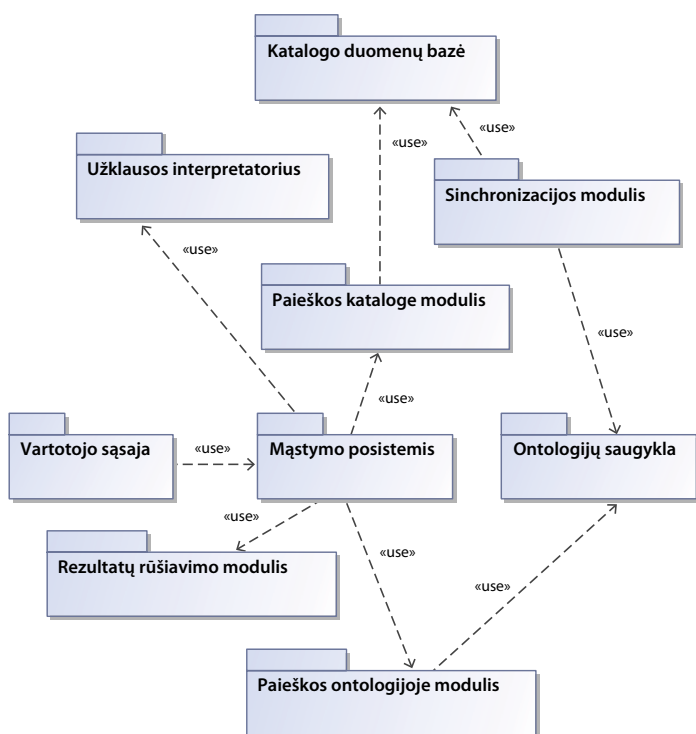 Katalogo duomenų bazė
«use»
«use»
Užklausos interpretatorius
Sinchronizacijos modulis
«use»
Paieškos kataloge modulis
«use»
«use»
Vartotojo sąsaja
«use»
Mąstymo posistemis
Ontologijų saugykla
«use»
Rezultatų rūšiavimo modulis
«use»
«use»
Paieškos ontologijoje modulis